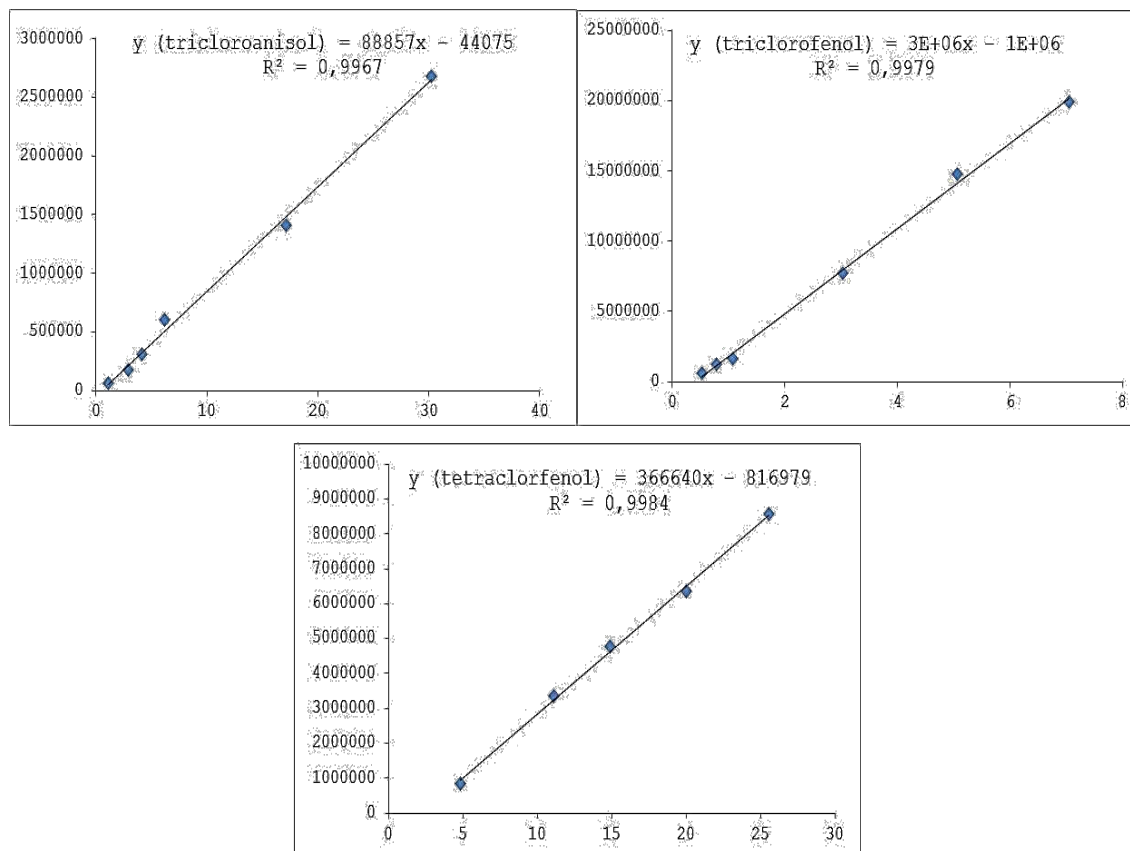 y (tricloroanisol) = 88857x – 44075
R² = 0,9967
3000000
2500000
2000000
1500000
1000000
500000
0
0 10 20 30 40
y (triclorofenol) = 3E+06x – 1E+06
R² = 0,9979
25000000
20000000
15000000
10000000
5000000
0
0 2 4 6 8
y (tetraclorfenol) = 366640x – 816979
R² = 0,9984
10000000
9000000
8000000
7000000
6000000
5000000
4000000
3000000
2000000
1000000
0
0 5 10 15 20 25 30